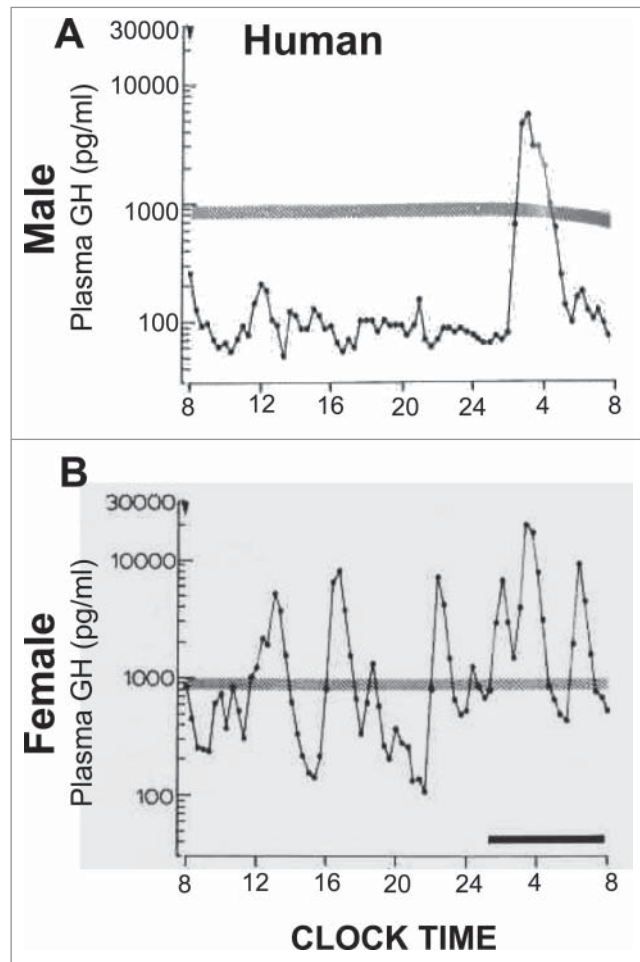 A
Human
Male
Plasma GH (pg/ml)
30000
10000
1000
100
8 12 16 20 24 4 8
B
Female
Plasma GH (pg/ml)
30000
10000
1000
100
8 12 16 20 24 4 8
CLOCK TIME